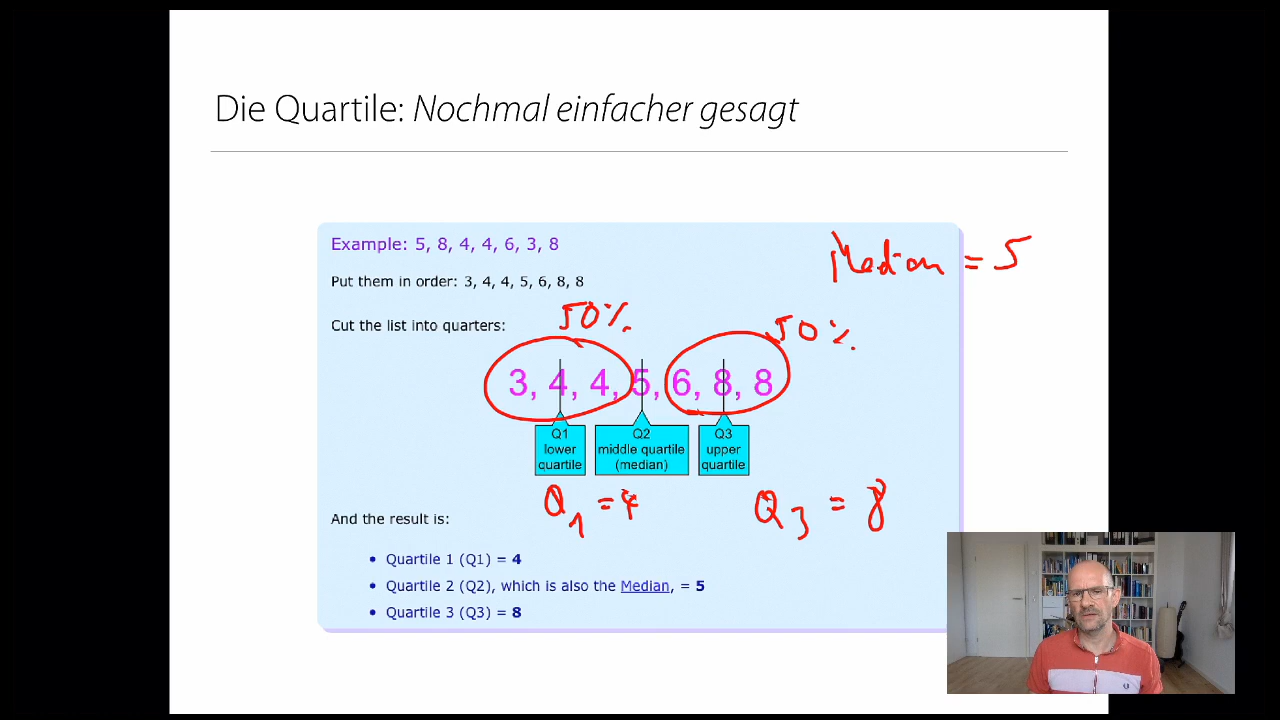 Die Quartile: Nochmal einfacher gesagt
Example: 5, 8, 4, 4, 6, 3, 8
Median = 5
Put them in order: 3, 4, 4, 5, 6, 8, 8
50%
Cut the list into quarters:
50%
3, 4, 4, 5, 6, 8, 8
Q1
lower
quartile
Q2
middle quartile
(median)
Q3
upper
quartile
Q1 = 4
Q3 = 8
And the result is:
• Quartile 1 (Q1) = 4
• Quartile 2 (Q2), which is also the Median, = 5
• Quartile 3 (Q3) = 8